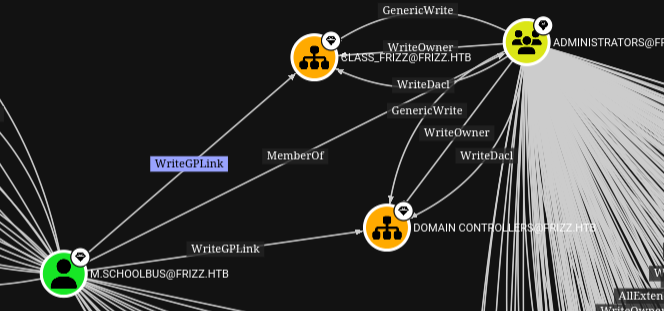 GenericWrite
ADMINISTRATORS@FR
WriteOwner
CLASS_FRIZZ@FRIZZ.HTB
WriteDacl
GenericWrite
WriteOwner
MemberOf
WriteDacl
WriteGPLink
DOMAIN CONTROLLERS@FRIZZ.HTB
WriteGPLink
M.SCHOOLBUS@FRIZZ.HTB
W
AllExten
WriteOwner